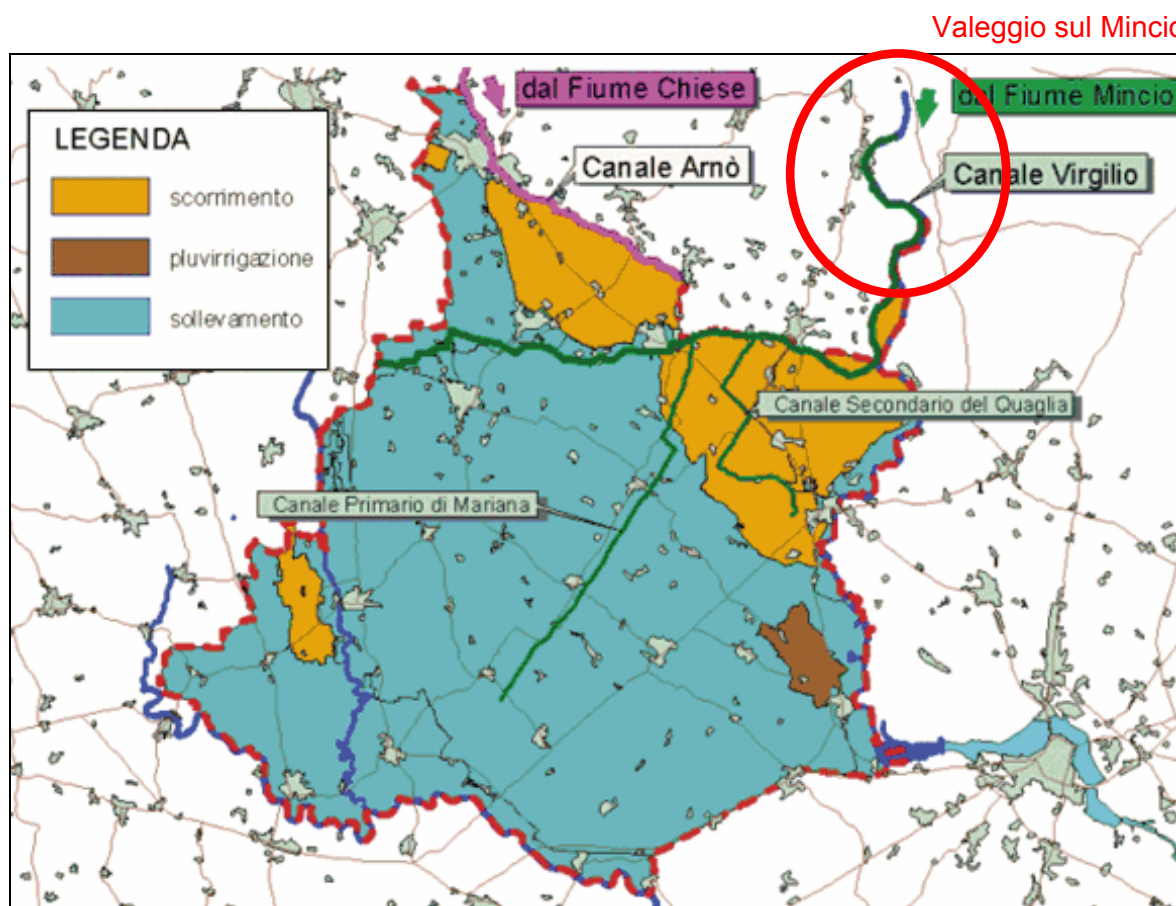 Valeggio sul Mincio
dal Fiume Chiese
dal Fiume Mincio
LEGENDA
Canale Arnò
Canale Virgilio
scorrimento
pluvirrigazione
sollevamento
Canale Secondario del Quaglia
Canale Primario di Mariana